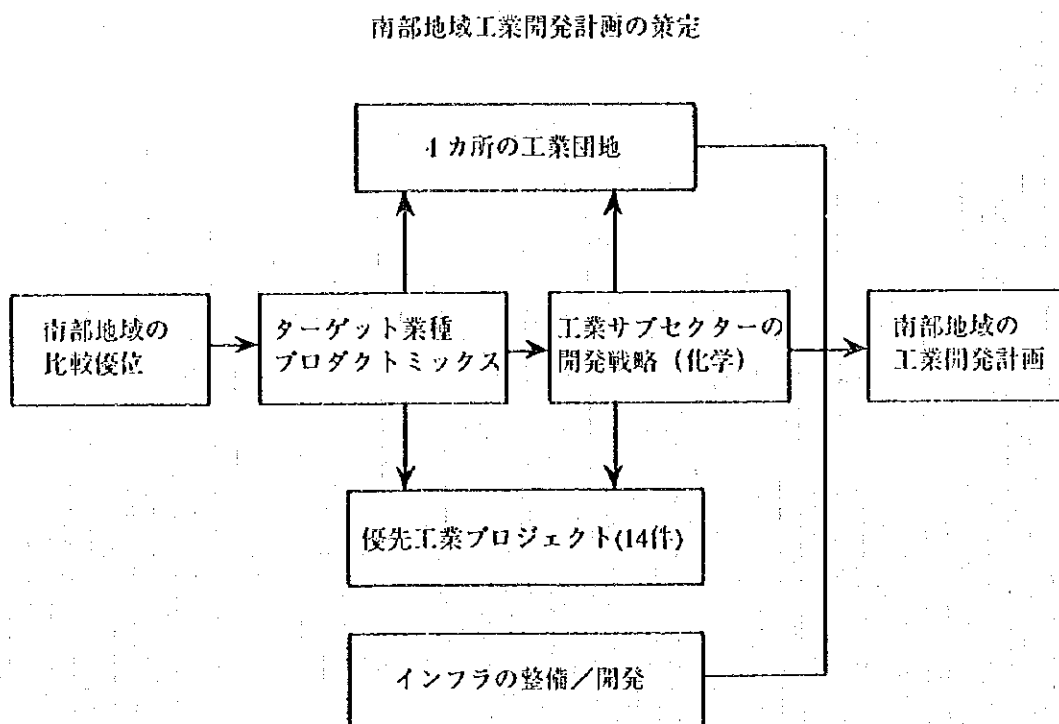 南部地域工業開発計画の策定
4カ所の工業団地
南部地域の
比較優位
ターゲット業種
プロダクトミックス
工業サブセクターの
開発戦略（化学）
南部地域の
工業開発計画
優先工業プロジェクト(14件)
インフラの整備／開発